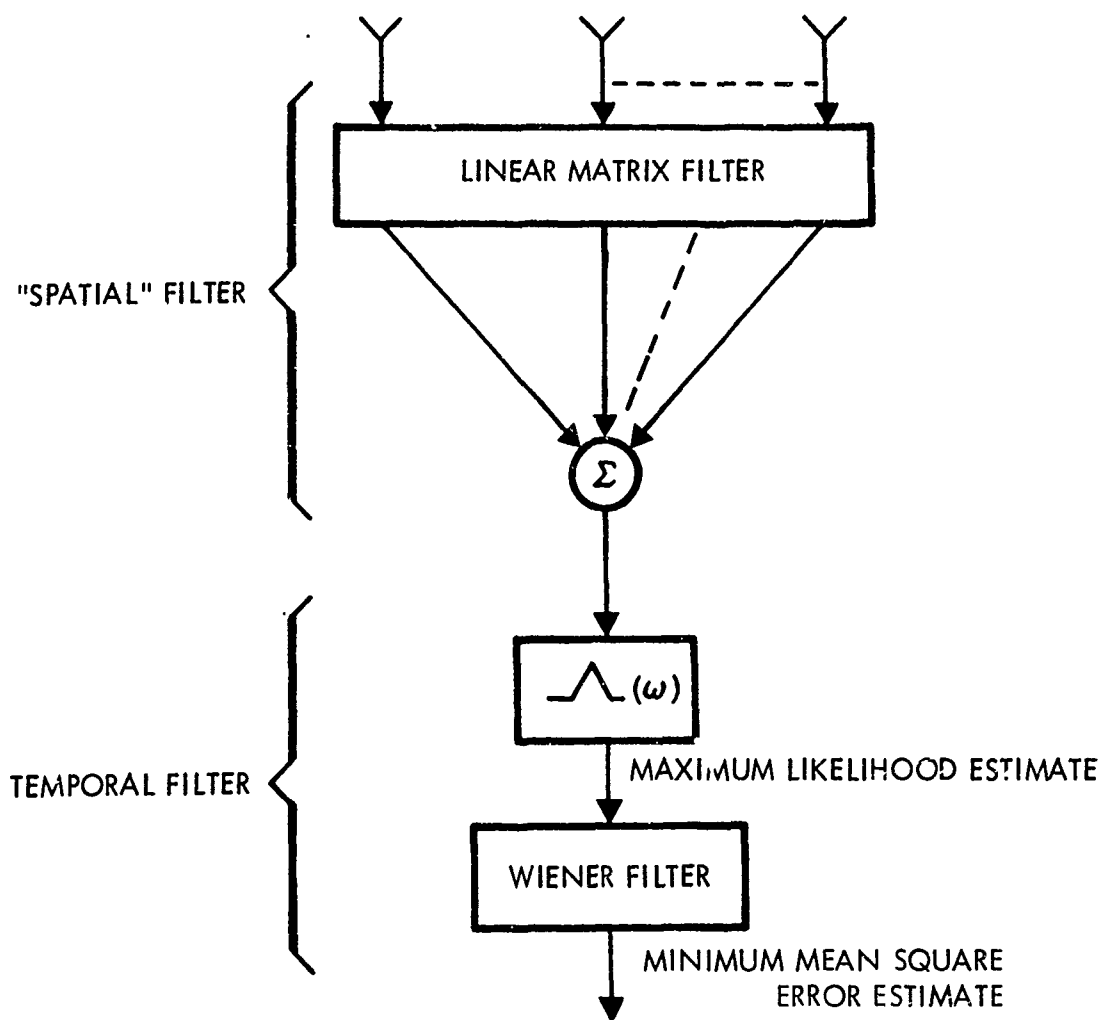 LINEAR MATRIX FILTER
"SPATIAL" FILTER
Σ
Λ(ω)
MAXIMUM LIKELIHOOD ESTIMATE
TEMPORAL FILTER
WIENER FILTER
MINIMUM MEAN SQUARE
ERROR ESTIMATE